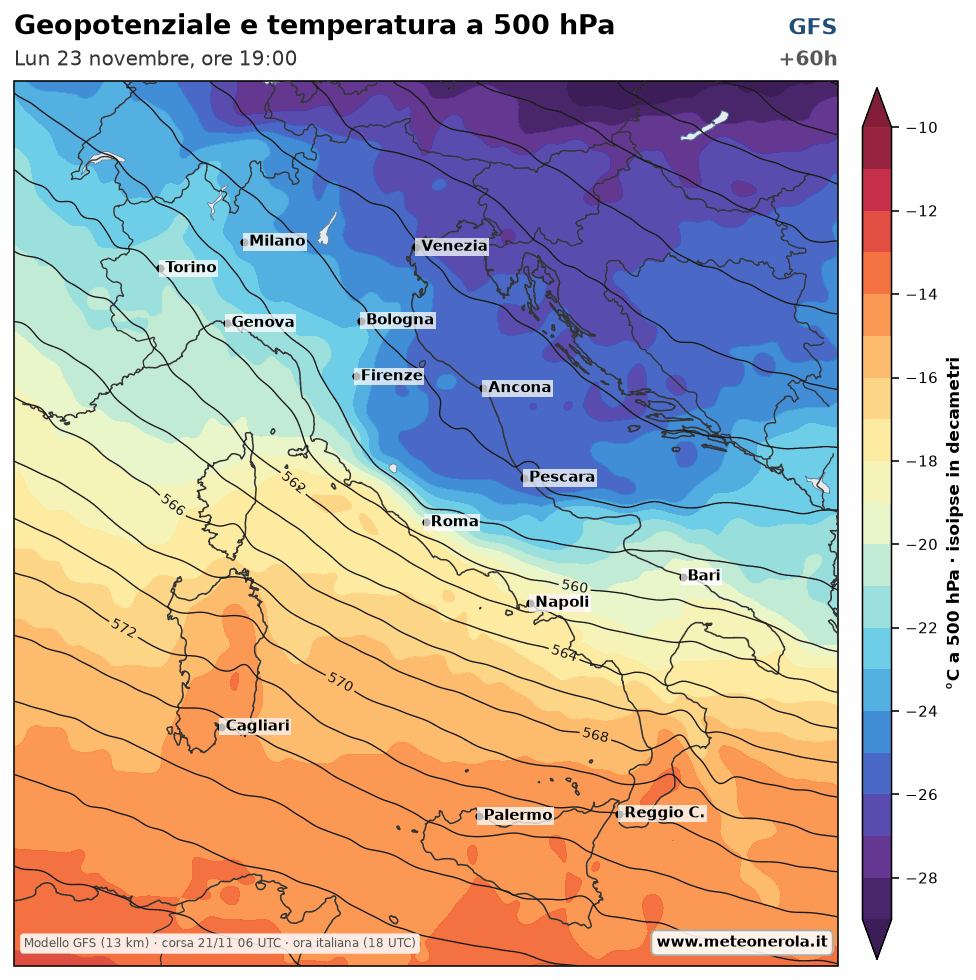 Geopotenziale e temperatura a 500 hPa
GFS
Lun 23 novembre, ore 19:00
+60h
Milano
Venezia
Torino
Genova
Bologna
Firenze
Ancona
Pescara
562
566
Roma
Bari
560
Napoli
572
564
570
Cagliari
568
Palermo
Reggio C.
Modello GFS (13 km) · corsa 21/11 06 UTC · ora italiana (18 UTC)
www.meteonerola.it
−10
−12
−14
−16
−18
−20
−22
−24
−26
−28
°C a 500 hPa · isoipse in decametri